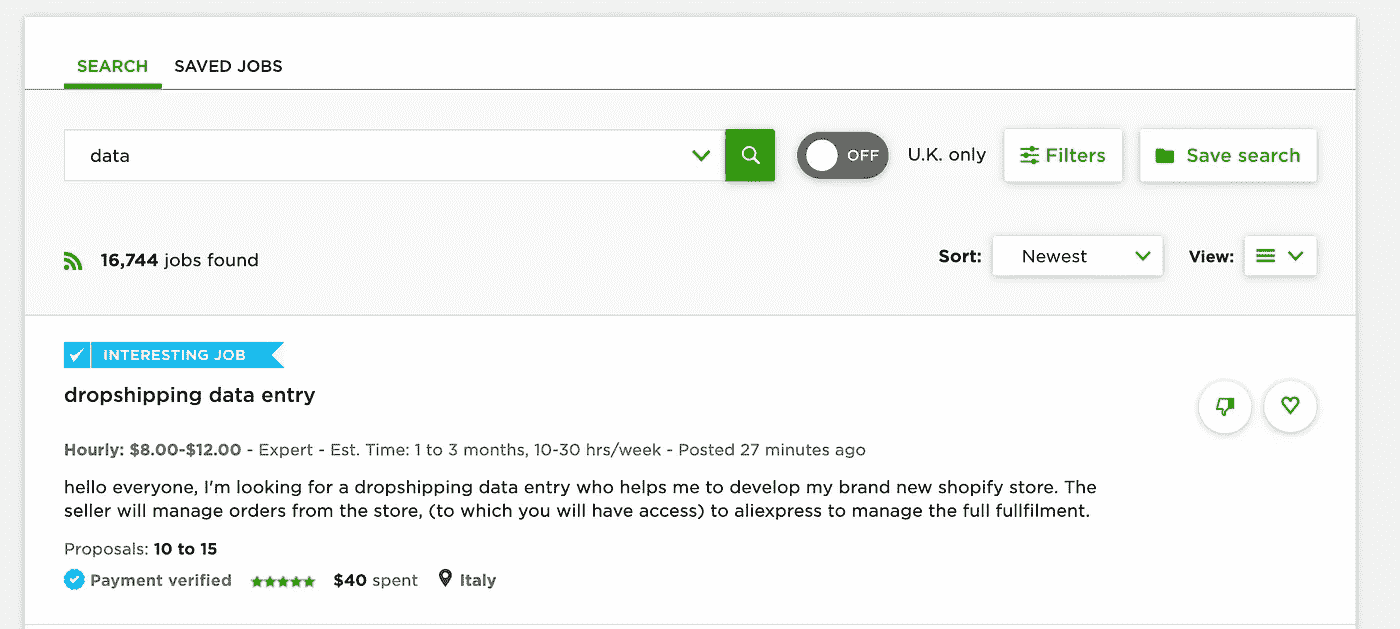 SEARCH SAVED JOBS
data OFF U.K. only Filters Save search
16,744 jobs found Sort: Newest View:
INTERESTING JOB
dropshipping data entry
Hourly: $8.00-$12.00 - Expert - Est. Time: 1 to 3 months, 10-30 hrs/week - Posted 27 minutes ago
hello everyone, I'm looking for a dropshipping data entry who helps me to develop my brand new shopify store. The
seller will manage orders from the store, (to which you will have access) to aliexpress to manage the full fullfilment.
Proposals: 10 to 15
Payment verified $40 spent Italy